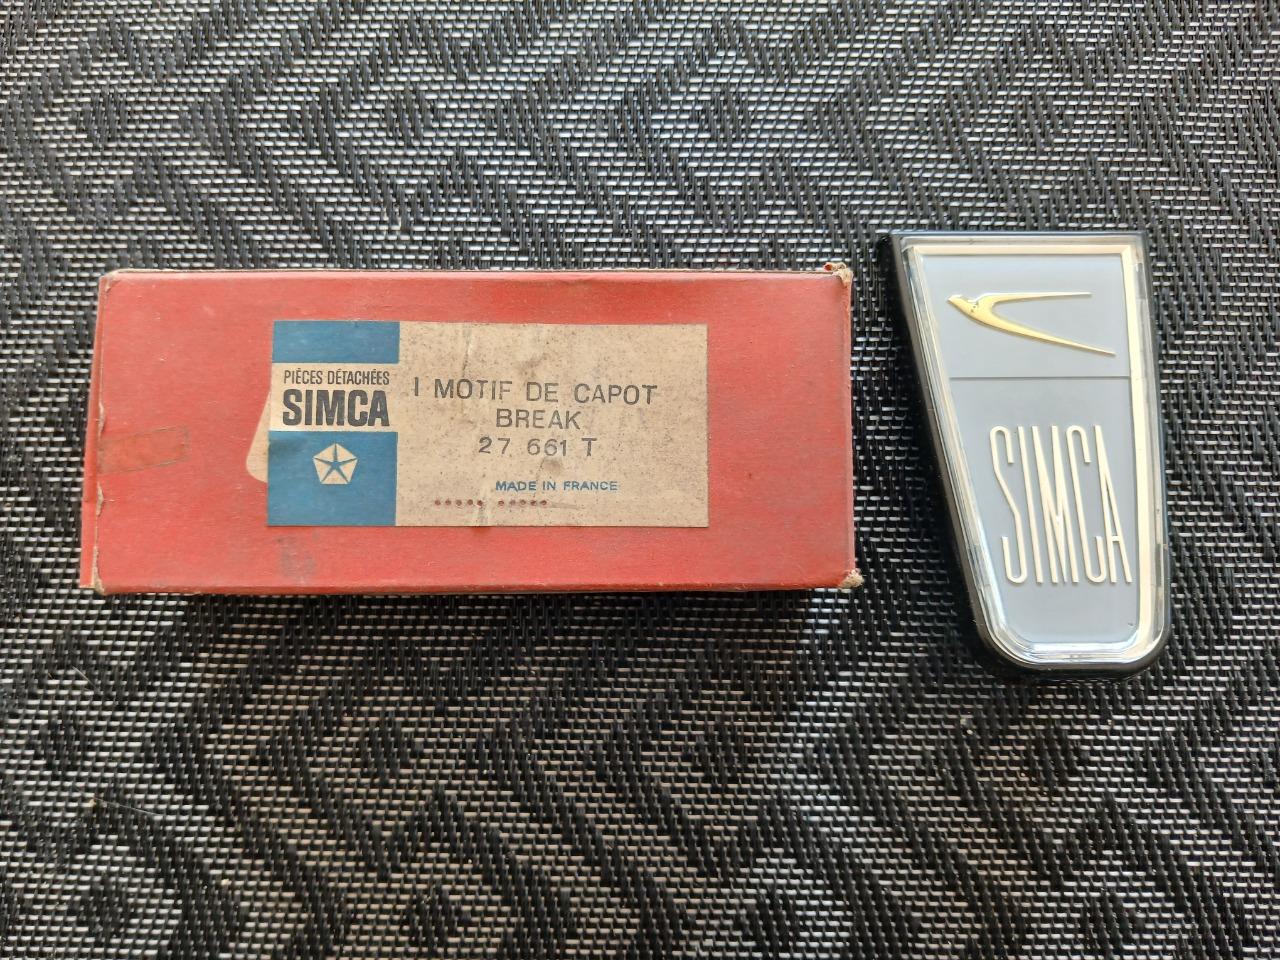 PIÈCES DÉTACHÉES
SIMCA
1 MOTIF DE CAPOT
BREAK
27 661 T
MADE IN FRANCE
SIMCA